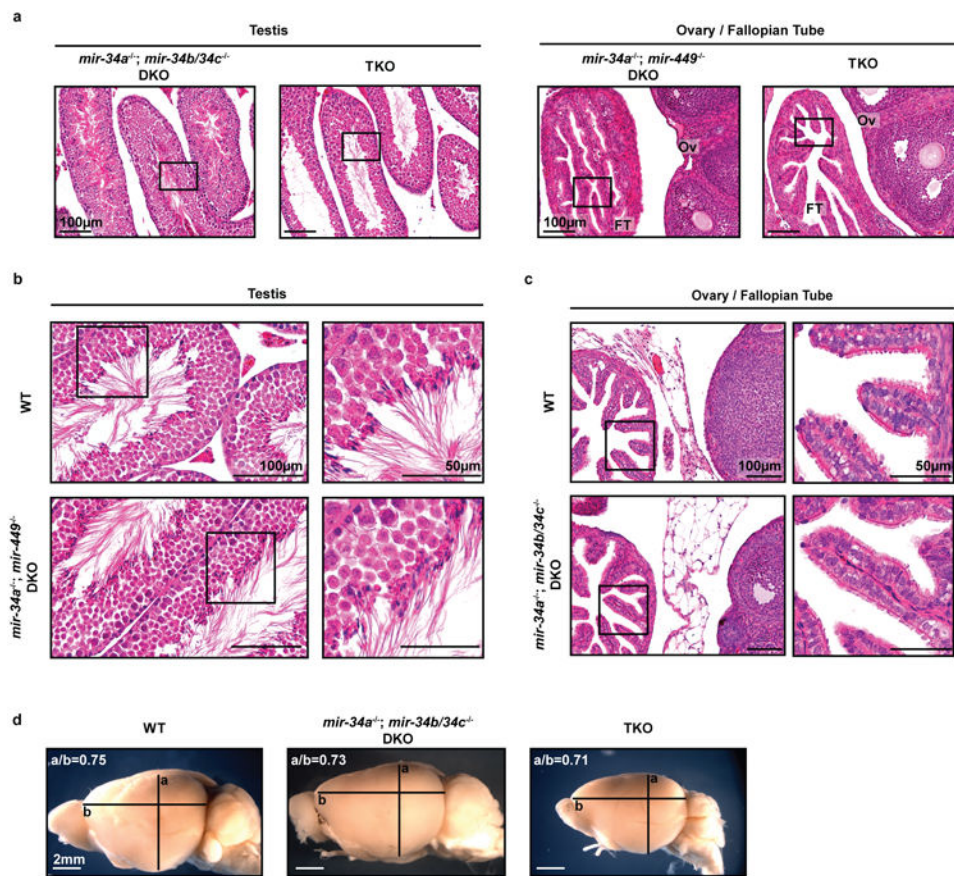 a
Testis
mir-34a-/-; mir-34b/34c-/-
DKO
TKO
100µm
Ovary / Fallopian Tube
mir-34a-/-; mir-449-/-
DKO
TKO
Ov
FT
100µm
Ov
FT
b
Testis
WT
100µm
50µm
mir-34a-/-; mir-449-/-
DKO
c
Ovary / Fallopian Tube
WT
100µm
50µm
mir-34a-/-; mir-34b/34c-/-
DKO
d
WT
a/b=0.75
a
b
2mm
mir-34a-/-; mir-34b/34c-/-
DKO
a/b=0.73
a
b
TKO
a/b=0.71
a
b